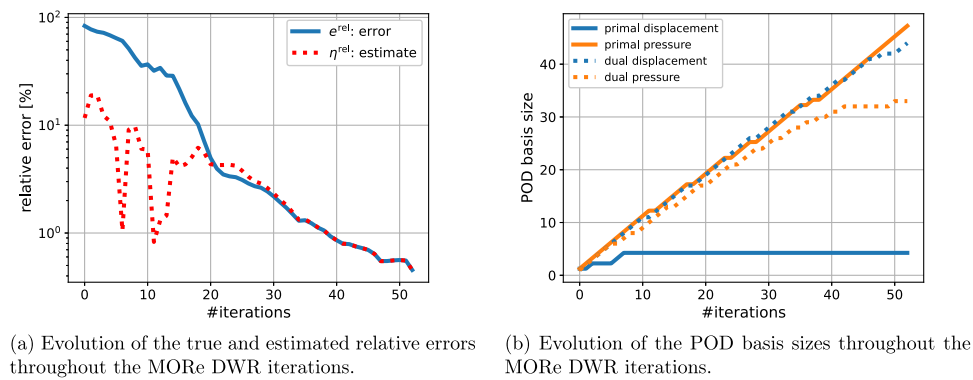 10²
10¹
10⁰
relative error [%]
e^rel: error
η^rel: estimate
0 10 20 30 40 50
#iterations
(a) Evolution of the true and estimated relative errors
throughout the MORe DWR iterations.
40
30
20
10
0
POD basis size
primal displacement
primal pressure
dual displacement
dual pressure
0 10 20 30 40 50
#iterations
(b) Evolution of the POD basis sizes throughout the
MORe DWR iterations.